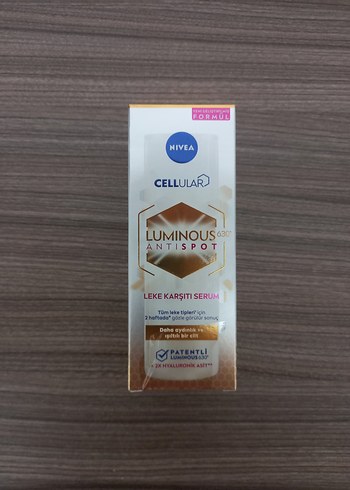 YENİ GELİŞTİRİLMİŞ
FORMÜL
NIVEA
CELLULAR
LUMINOUS630®
ANTISPOT
LEKE KARŞITI SERUM
Tüm leke tipleri* için
2 haftada* gözle görülür sonuç
Daha aydınlık ve
ışıltılı bir cilt
PATENTLİ
LUMINOUS630®
+ 2X HYALURONİK ASİT**